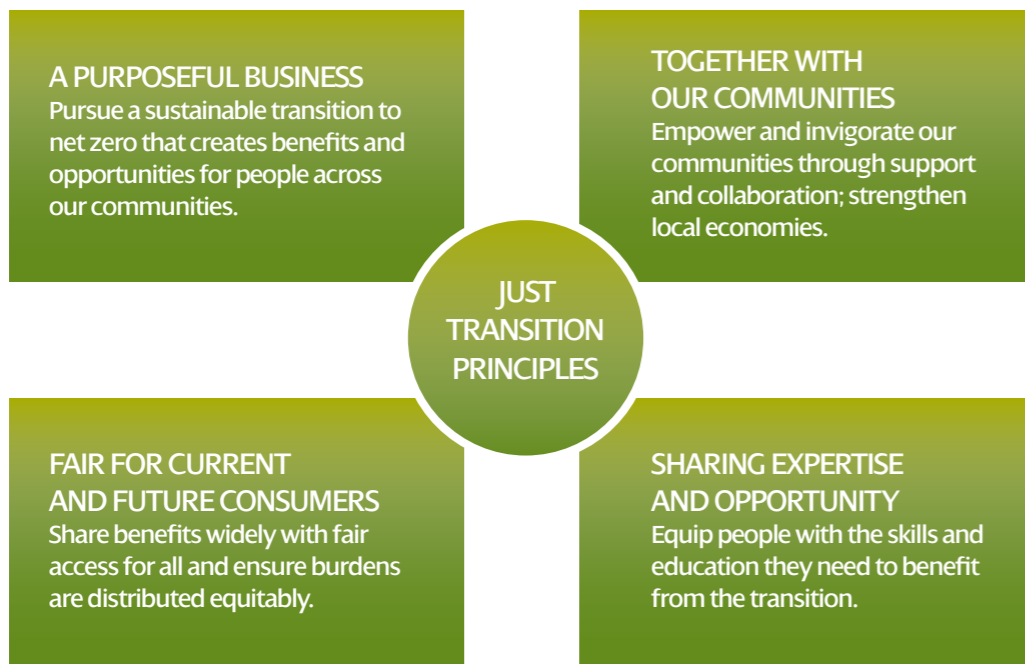 A PURPOSEFUL BUSINESS
Pursue a sustainable transition to
net zero that creates benefits and
opportunities for people across
our communities.
TOGETHER WITH
OUR COMMUNITIES
Empower and invigorate our
communities through support
and collaboration; strengthen
local economies.
JUST
TRANSITION
PRINCIPLES
FAIR FOR CURRENT
AND FUTURE CONSUMERS
Share benefits widely with fair
access for all and ensure burdens
are distributed equitably.
SHARING EXPERTISE
AND OPPORTUNITY
Equip people with the skills and
education they need to benefit
from the transition.